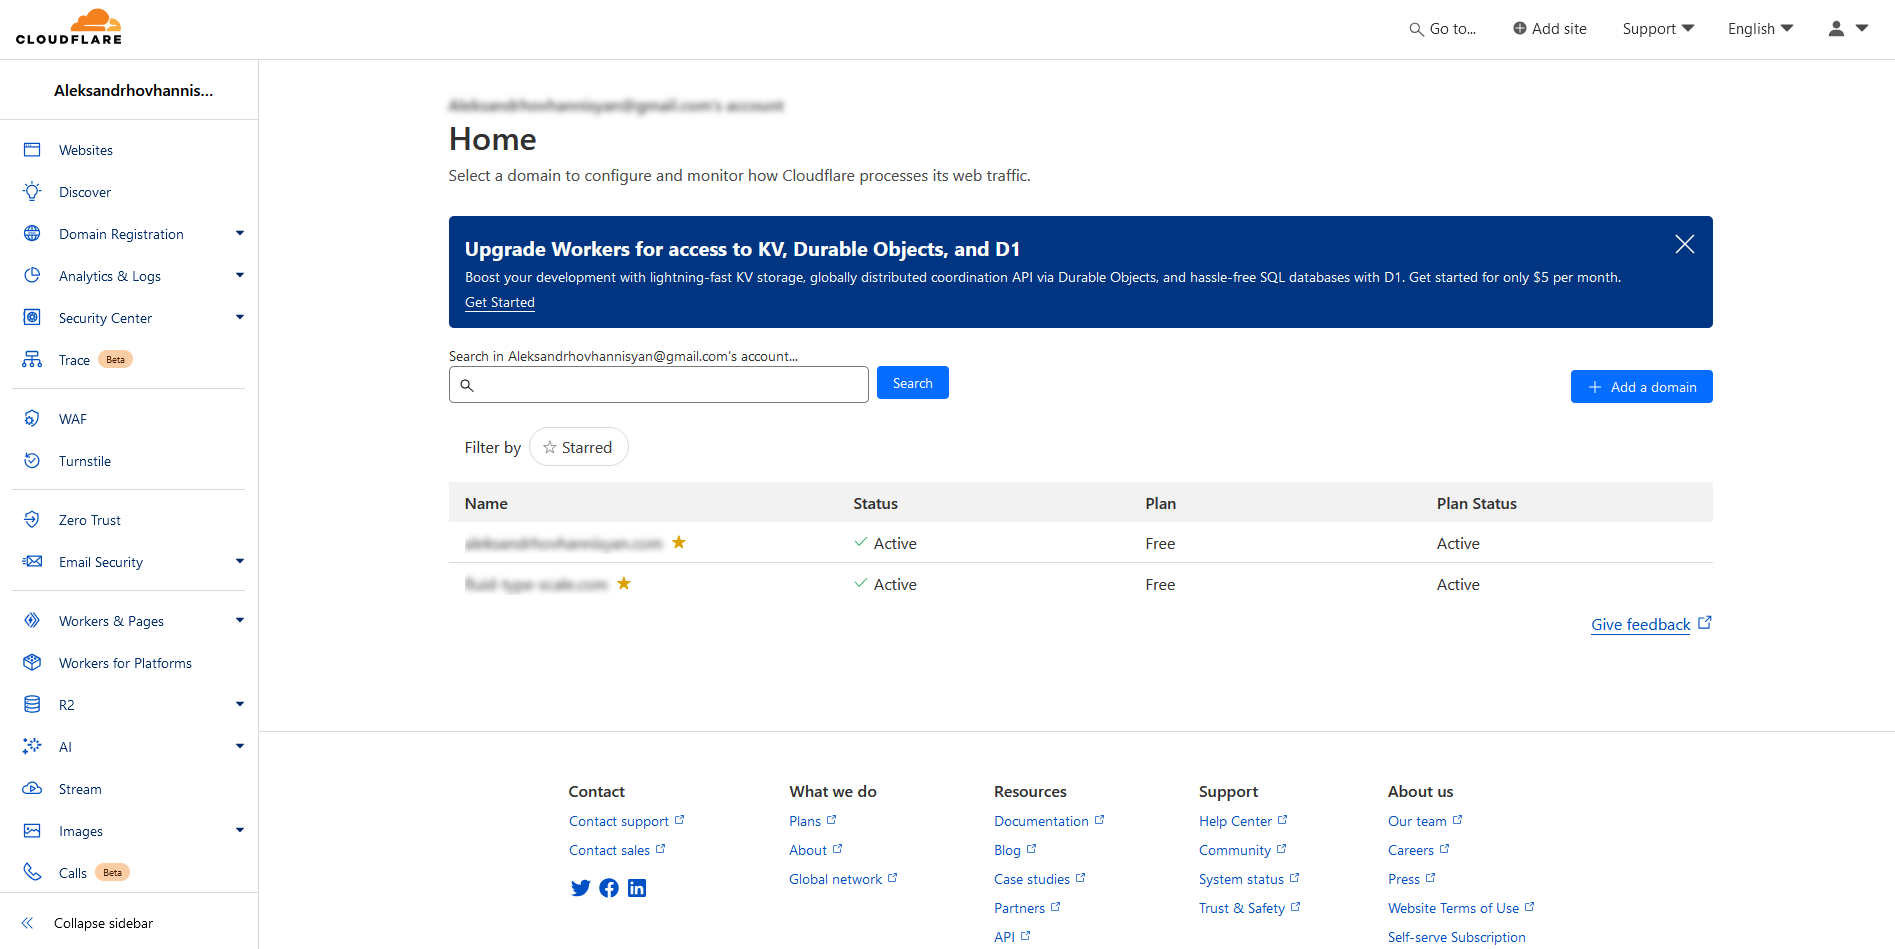 CLOUDFLARE
Go to...
Add site
Support
English
Aleksandrhovhannis...
Websites
Discover
Domain Registration
Analytics & Logs
Security Center
Trace Beta
WAF
Turnstile
Zero Trust
Email Security
Workers & Pages
Workers for Platforms
R2
AI
Stream
Images
Calls Beta
Collapse sidebar
Home
Select a domain to configure and monitor how Cloudflare processes its web traffic.
Upgrade Workers for access to KV, Durable Objects, and D1
Boost your development with lightning-fast KV storage, globally distributed coordination API via Durable Objects, and hassle-free SQL databases with D1. Get started for only $5 per month.
Get Started
Search in Aleksandrhovhannisyan@gmail.com's account...
Search
Add a domain
Filter by Starred
Name Status Plan Plan Status
Active Free Active
Active Free Active
Give feedback
Contact
Contact support
Contact sales
What we do
Plans
About
Global network
Resources
Documentation
Blog
Case studies
Partners
API
Support
Help Center
Community
System status
Trust & Safety
About us
Our team
Careers
Press
Website Terms of Use
Self-serve Subscription